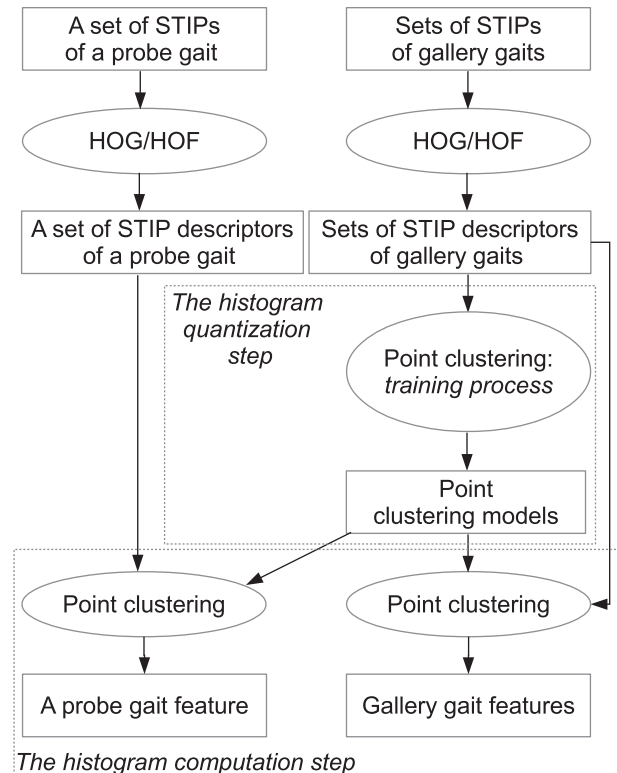 A set of STIPs
of a probe gait
Sets of STIPs
of gallery gaits
HOG/HOF
HOG/HOF
A set of STIP descriptors
of a probe gait
Sets of STIP descriptors
of gallery gaits
The histogram
quantization
step
Point clustering:
training process
Point
clustering models
Point clustering
Point clustering
A probe gait feature
Gallery gait features
The histogram computation step